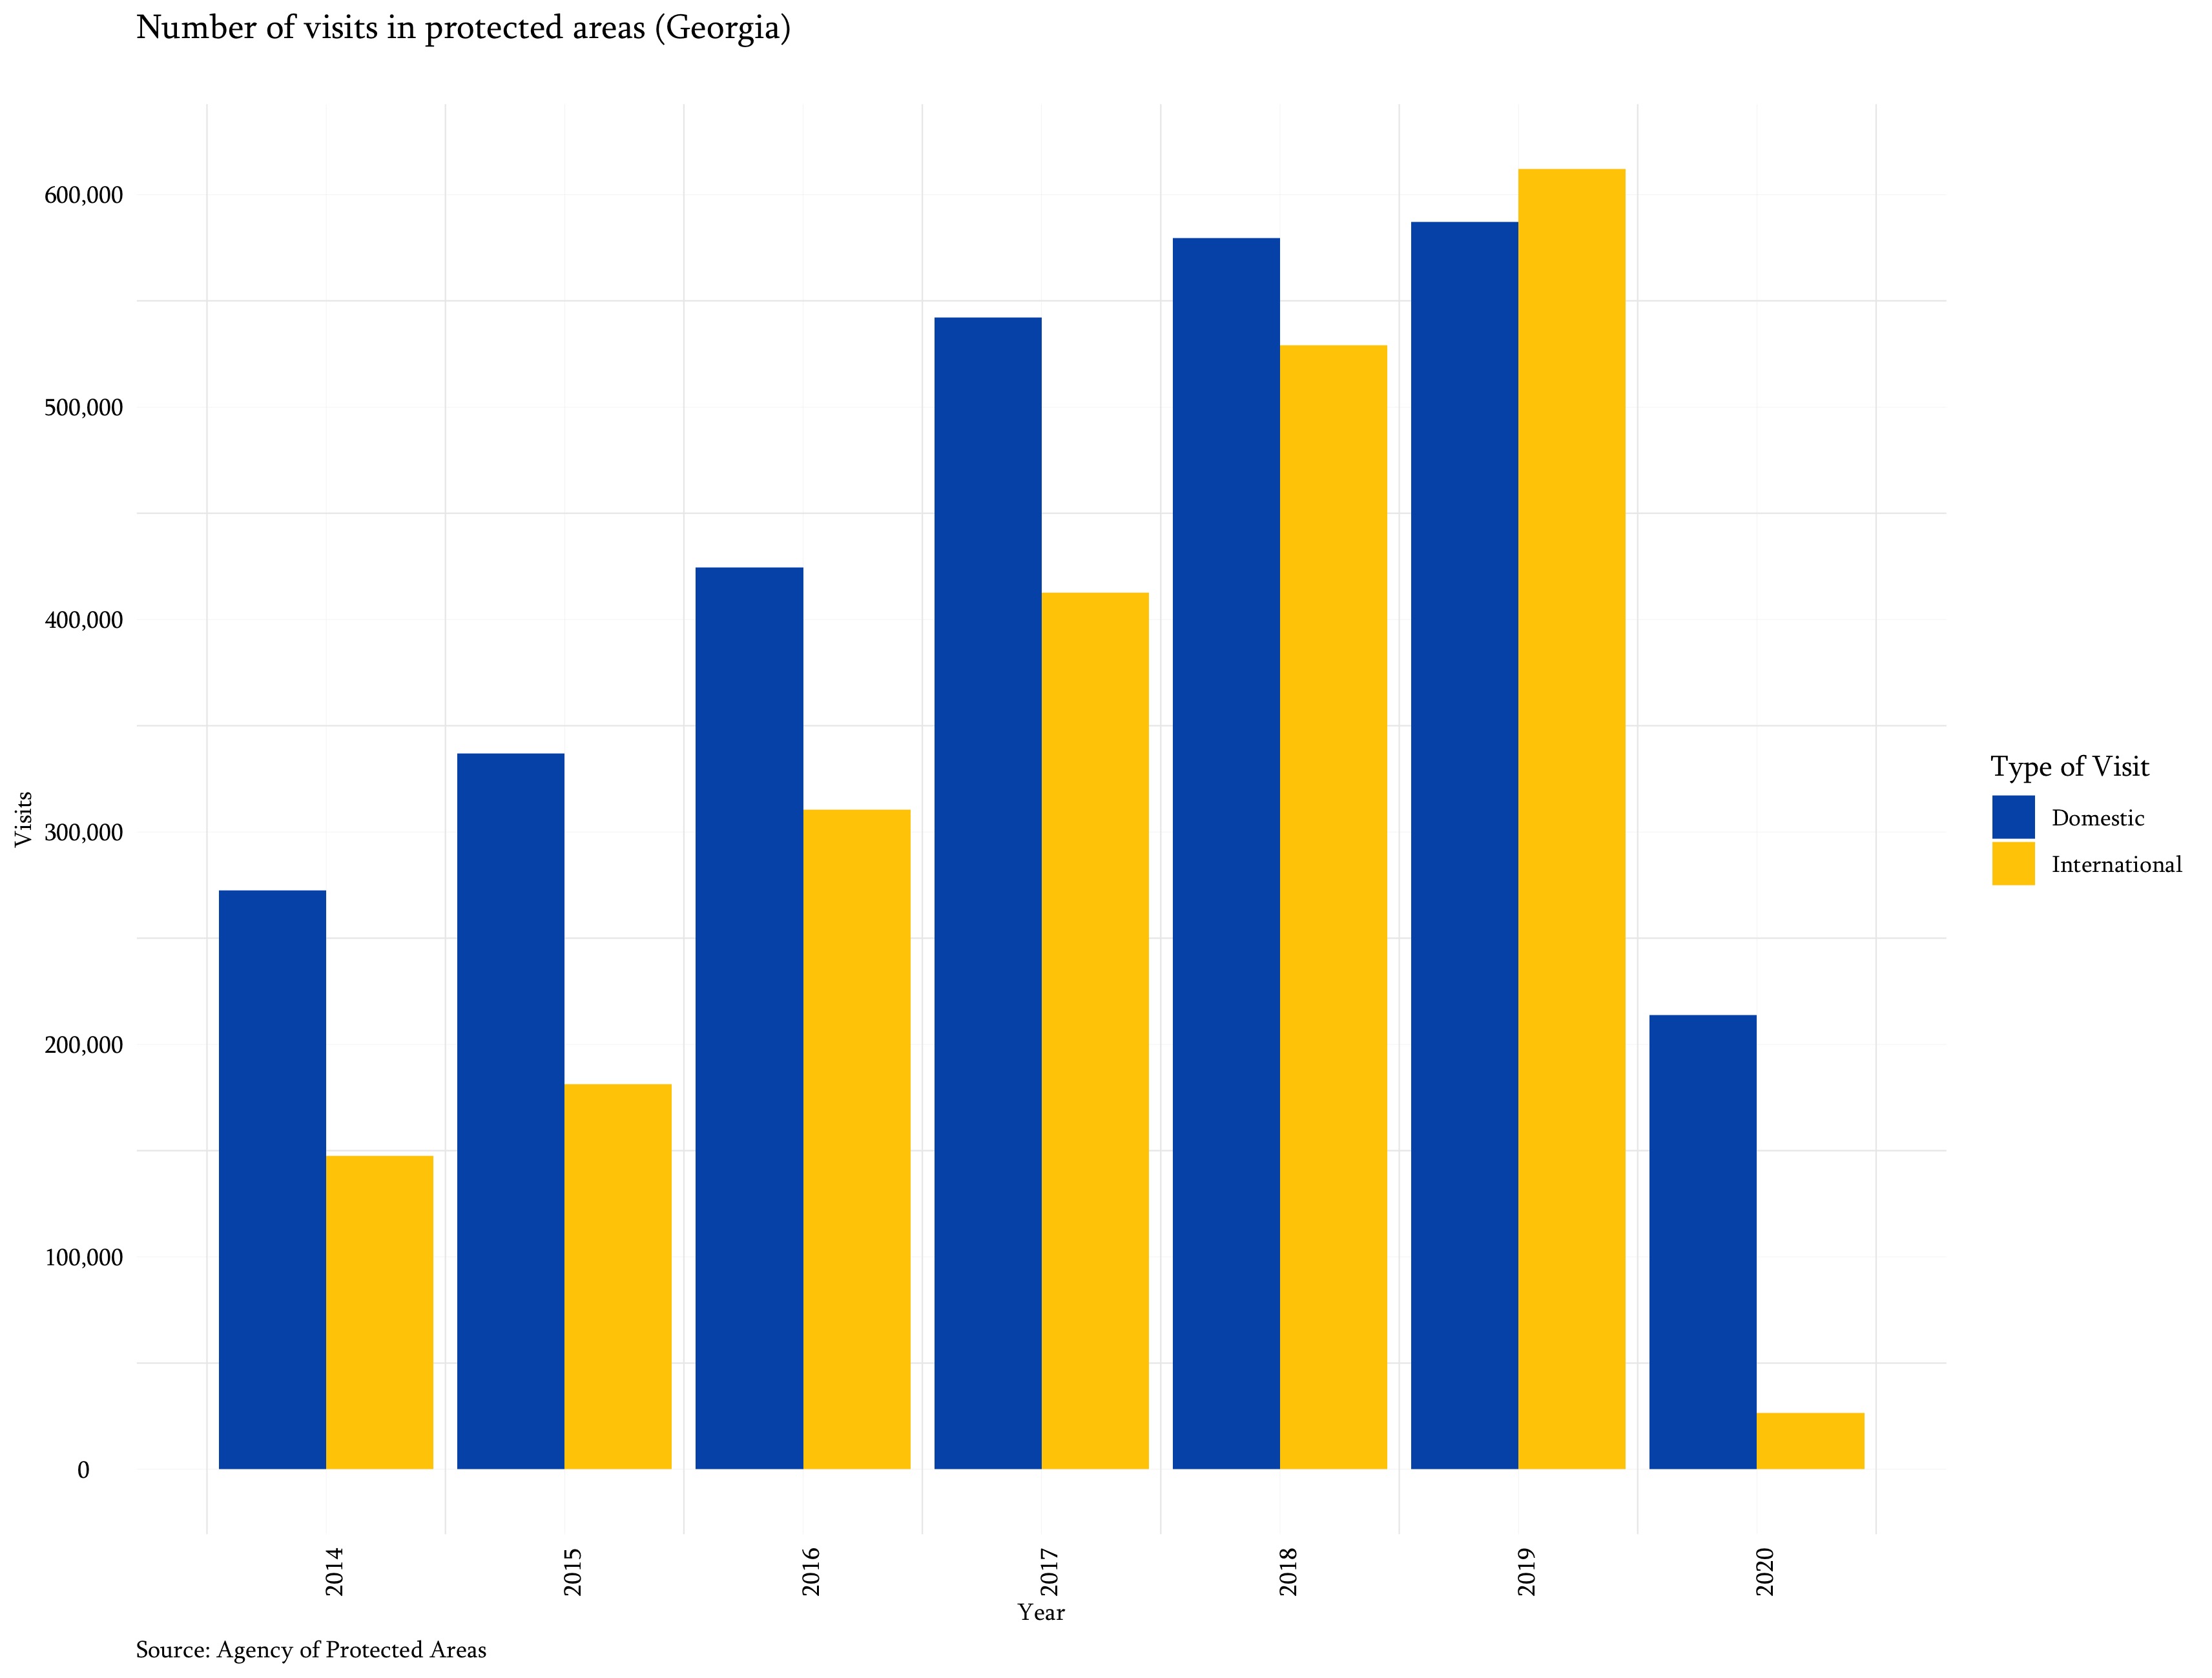 Number of visits in protected areas (Georgia)
600,000
500,000
400,000
300,000
200,000
100,000
0
Visits
2014
2015
2016
2017
2018
2019
2020
Year
Type of Visit
Domestic
International
Source: Agency of Protected Areas